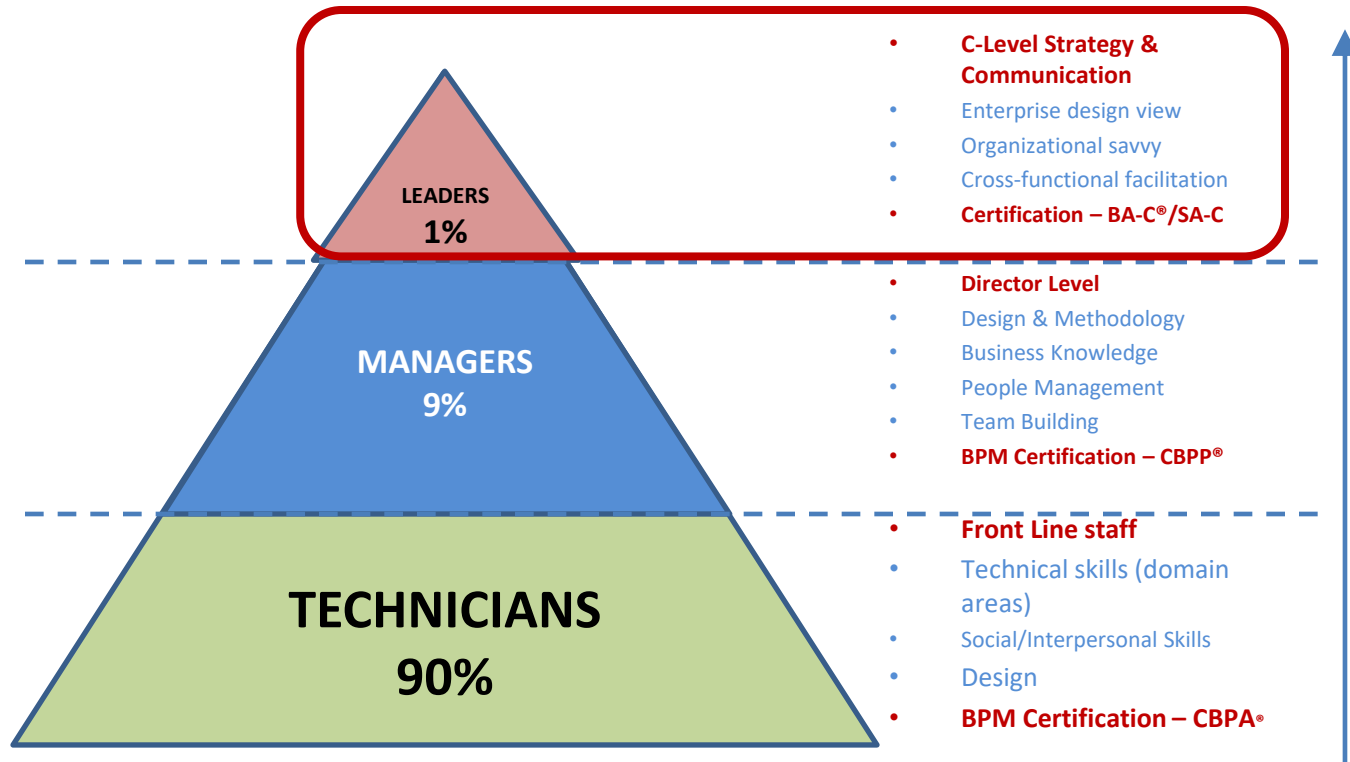 • C-Level Strategy &
Communication
• Enterprise design view
• Organizational savvy
• Cross-functional facilitation
• Certification – BA-C®/SA-C
LEADERS
1%
• Director Level
• Design & Methodology
• Business Knowledge
• People Management
• Team Building
• BPM Certification – CBPP®
MANAGERS
9%
• Front Line staff
• Technical skills (domain
areas)
• Social/Interpersonal Skills
• Design
• BPM Certification – CBPA®
TECHNICIANS
90%